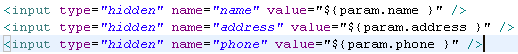 <input type="hidden" name="name" value="${param.name }" />
<input type="hidden" name="address" value="${param.address }" />
<input type="hidden" name="phone" value="${param.phone }" />